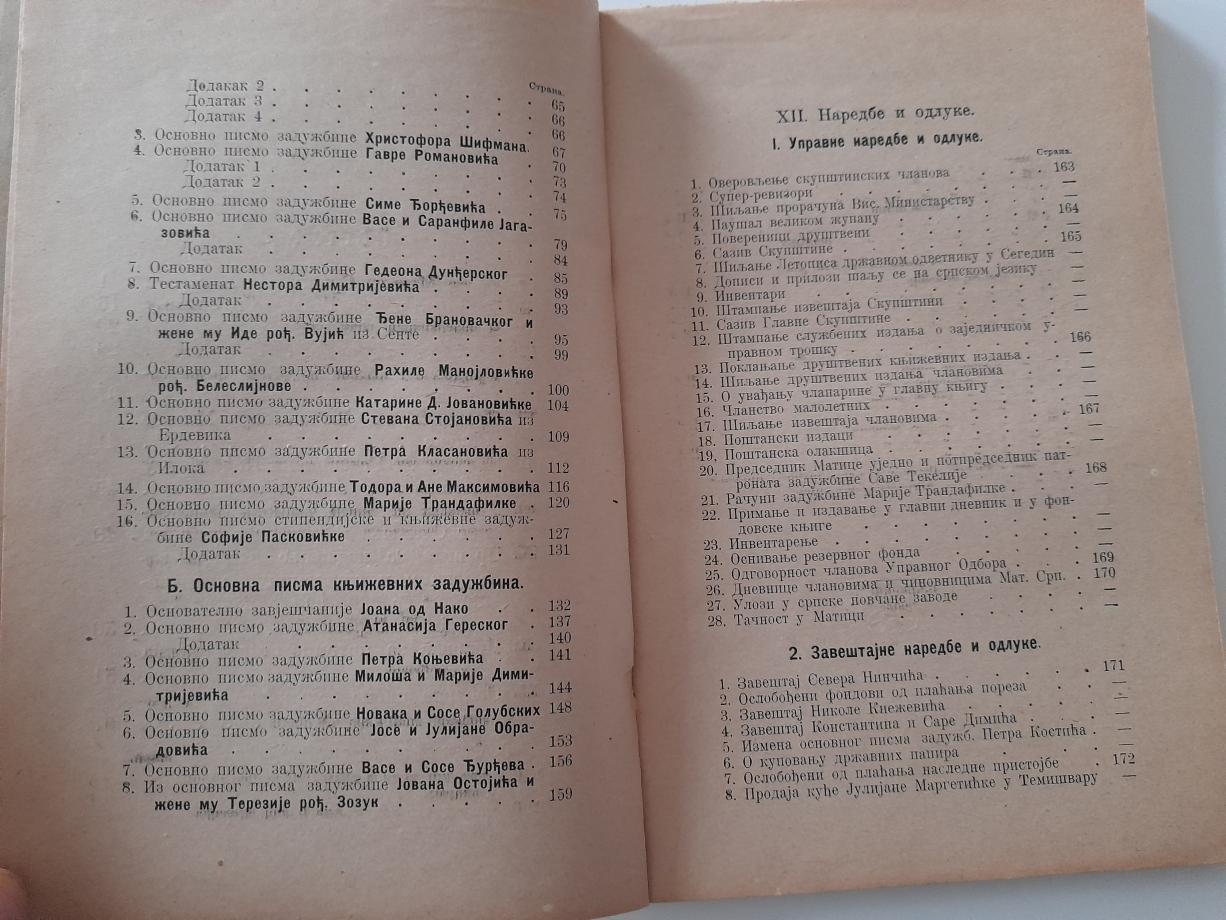 Страна.
Додакак 2 . . . . . . . . 65
Додатак 3 . . . . . . . . 66
Додатак 4 . . . . . . . . 66
3. Основно писмо задужбине Христофора Шифмана. 67
4. Основно писмо задужбине Гавре Романовића . 70
Додатак 1 . . . . . . . . 73
Додатак 2 . . . . . . . . 74
5. Основно писмо задужбине Симе Ђорђевића . . 75
6. Основно писмо задужбине Васе и Саранфиле Јага-
зовића . . . . . . . . 79
Додатак . . . . . . . . 84
7. Основно писмо задужбине Гедеона Дунђерског . 85
8. Тестаменат Нестора Димитријевића . . . . 89
Додатак . . . . . . . . 93
9. Основно писмо задужбине Ђене Брановачког и
жене му Иде рођ. Вујић из Сенте . . . . 95
Додатак . . . . . . . . 99
10. Основно писмо задужбине Рахиле Манојловићке
рођ. Белеслијнове . . . . . . . 100
11. Основно писмо задужбине Катарине Д. Јовановићке 104
12. Основно писмо задужбине Стевана Стојановића из
Ердевика . . . . . . . . 109
13. Основно писмо задужбине Петра Класановића из
Илока . . . . . . . . 112
14. Основно писмо задужбине Тодора и Ане Максимовића 116
15. Основно писмо задужбине Марије Трандафилке . 120
16. Основно писмо стипендијске и књижевне задуж-
бине Софије Пасковићке . . . . . . 127
Додатак . . . . . . . . 131
Б. Основна писма књижевних задужбина.
1. Основателно завјешчаније Јоана од Нако . . 132
2. Основно писмо задужбине Атанасија Гереског . 137
Додатак . . . . . . . . 140
3. Основно писмо задужбине Петра Коњевића . . 141
4. Основно писмо задужбине Милоша и Марије Дими-
тријевића . . . . . . . . 144
5. Основно писмо задужбине Новака и Сосе Голубских 148
6. Основно писмо задужбине Јосе и Јулијане Обра-
довића . . . . . . . . 153
7. Основно писмо задужбине Васе и Сосе Ђурђева . 156
8. Из основног писма задужбине Јована Остојића и
жене му Терезије рођ. Зозук . . . . . 159
XII. Наредбе и одлуке.
1. Управне наредбе и одлуке.
Страна.
1. Оверовљење скупштинских чланова . . . 163
2. Супер-ревизори . . . . . . . —
3. Шиљање прорачуна Вис. Министарству . . . —
4. Паушал великом жупану . . . . . 164
5. Повереници друштвени . . . . . —
6. Сазив Скупштине . . . . . . . 165
7. Шиљање Летописа државном одветнику у Сегедин —
8. Дописи и прилози шаљу се на српском језику —
9. Инвентари . . . . . . . . —
10. Штампање извештаја Скупштини . . . . —
11. Сазив Главне Скупштине . . . . . —
12. Штампање службених издања о заједничком у-
правном трошку . . . . . . . 166
13. Поклањање друштвених књижевних издања . . —
14. Шиљање друштвених издања члановима . . —
15. О увађању чланарине у главну књигу . . . —
16. Чланство малолетних . . . . . . —
17. Шиљање извештаја члановима . . . . 167
18. Поштански издаци . . . . . . —
19. Поштанска олакшица . . . . . . —
20. Председник Матице уједно и потпредседник пат-
роната задужбине Саве Текелије . . . . 168
21. Рачуни задужбине Марије Трандафилке . . . —
22. Примање и издавање у главни дневник и у фон-
довске књиге . . . . . . . —
23. Инвентарење . . . . . . . —
24. Оснивање резервног фонда . . . . . —
25. Одговорност чланова Управног Одбора . . . 169
26. Дневнице члановима и чиновницима Мат. Срп. . 170
27. Улози у српске новчане заводе . . . . —
28. Тачност у Матици . . . . . . —
2. Завештајне наредбе и одлуке.
1. Завештај Севера Нинчића . . . . . 171
2. Ослобођени фондови од плаћања пореза . . —
3. Завештај Николе Кнежевића . . . . . —
4. Завештај Константина и Саре Димића . . . —
5. Измена основног писма задужб. Петра Костића . —
6. О куповању државних папира . . . . —
7. Ослобођени од плаћања наследне пристојбе . 172
8. Продаја куће Јулијане Маргетићке у Темишвару —